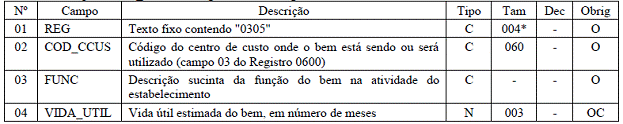 Nº Campo Descrição Tipo Tam Dec Obrig
01 REG Texto fixo contendo "0305" C 004* - O
02 COD_CCUS Código do centro de custo onde o bem está sendo ou será C 060 - O
utilizado (campo 03 do Registro 0600)
03 FUNC Descrição sucinta da função do bem na atividade do C - - O
estabelecimento
04 VIDA_UTIL Vida útil estimada do bem, em número de meses N 003 - OC